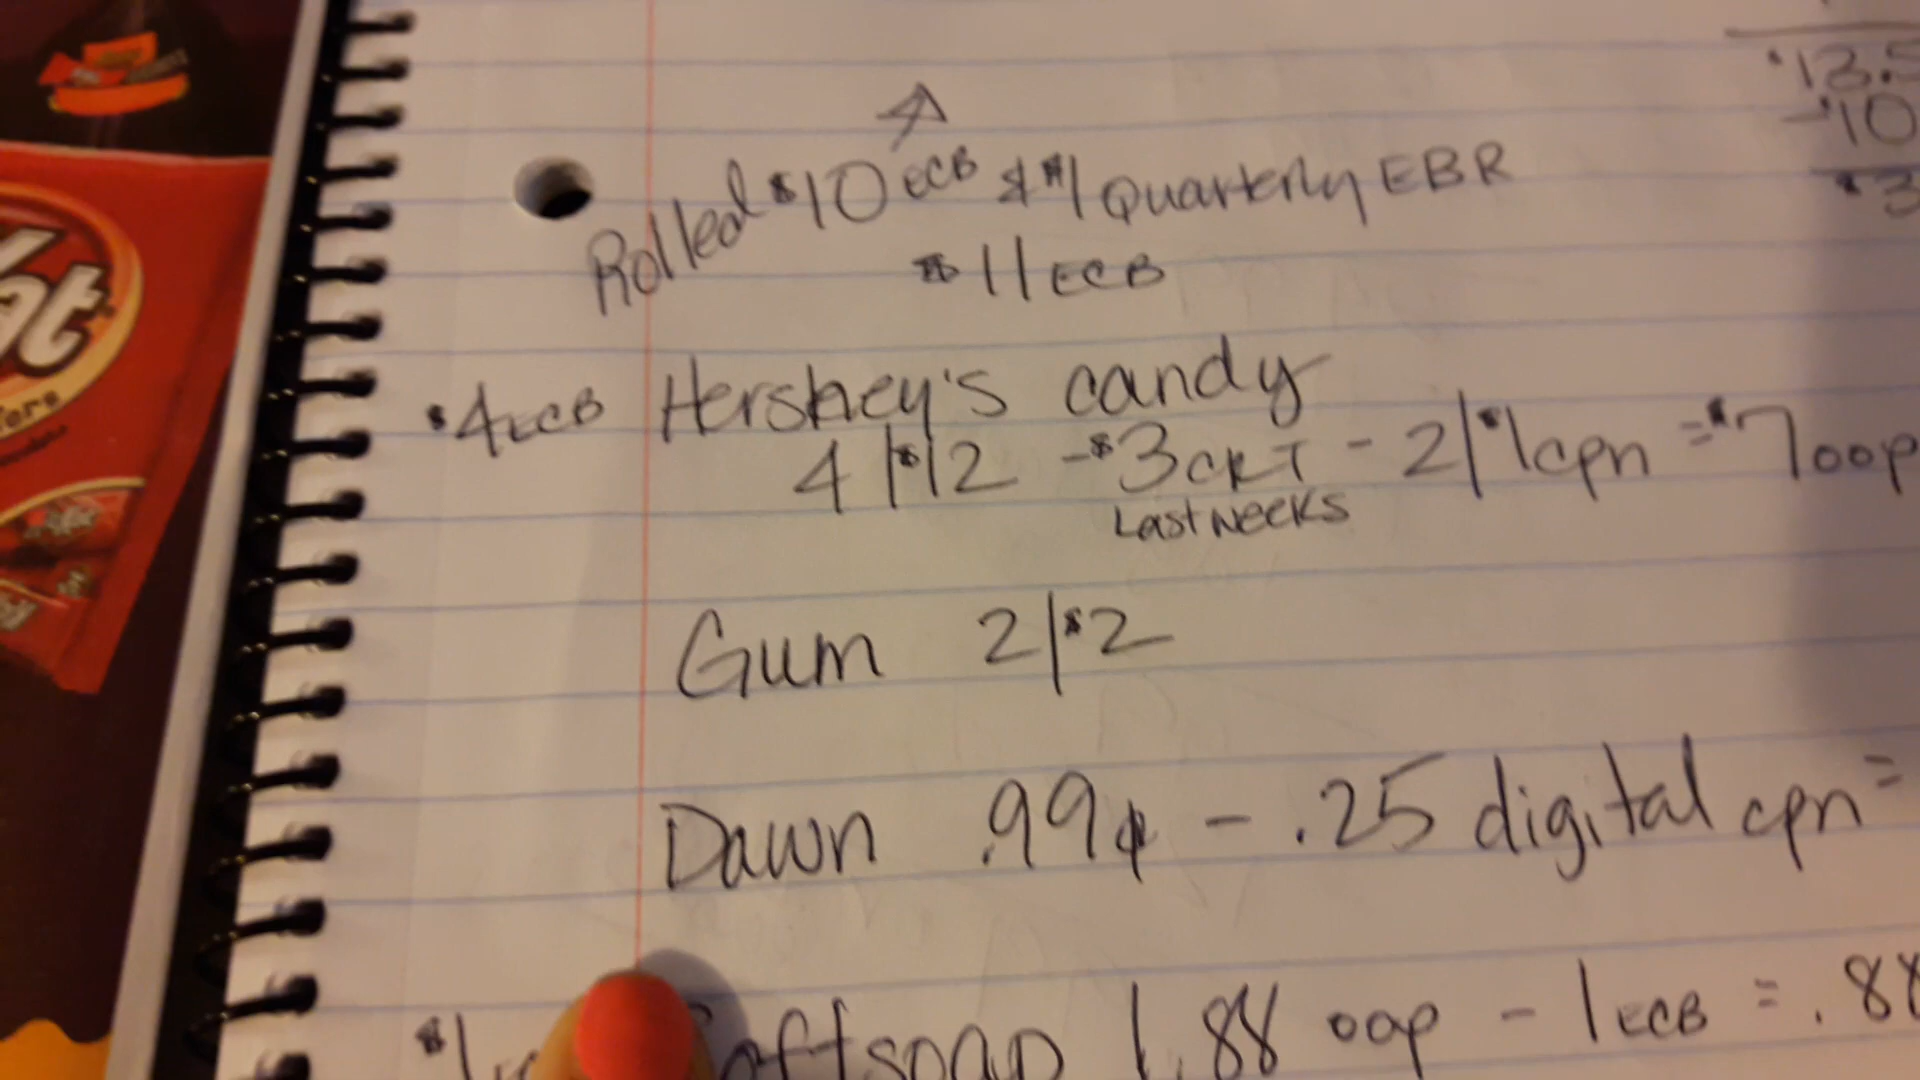 Rolled $10 ECB & $1 Quarterly EBR
$11 ECB
$4 ECB Hershey's candy
4/$12 -$3 CRT - 2/$1 cpn = $7 oop
Last Weeks
Gum 2/$2
Dawn .99¢ - .25 digital cpn =
$1 oftsoap 1.88 oop - 1 ECB = .88
-10
$3